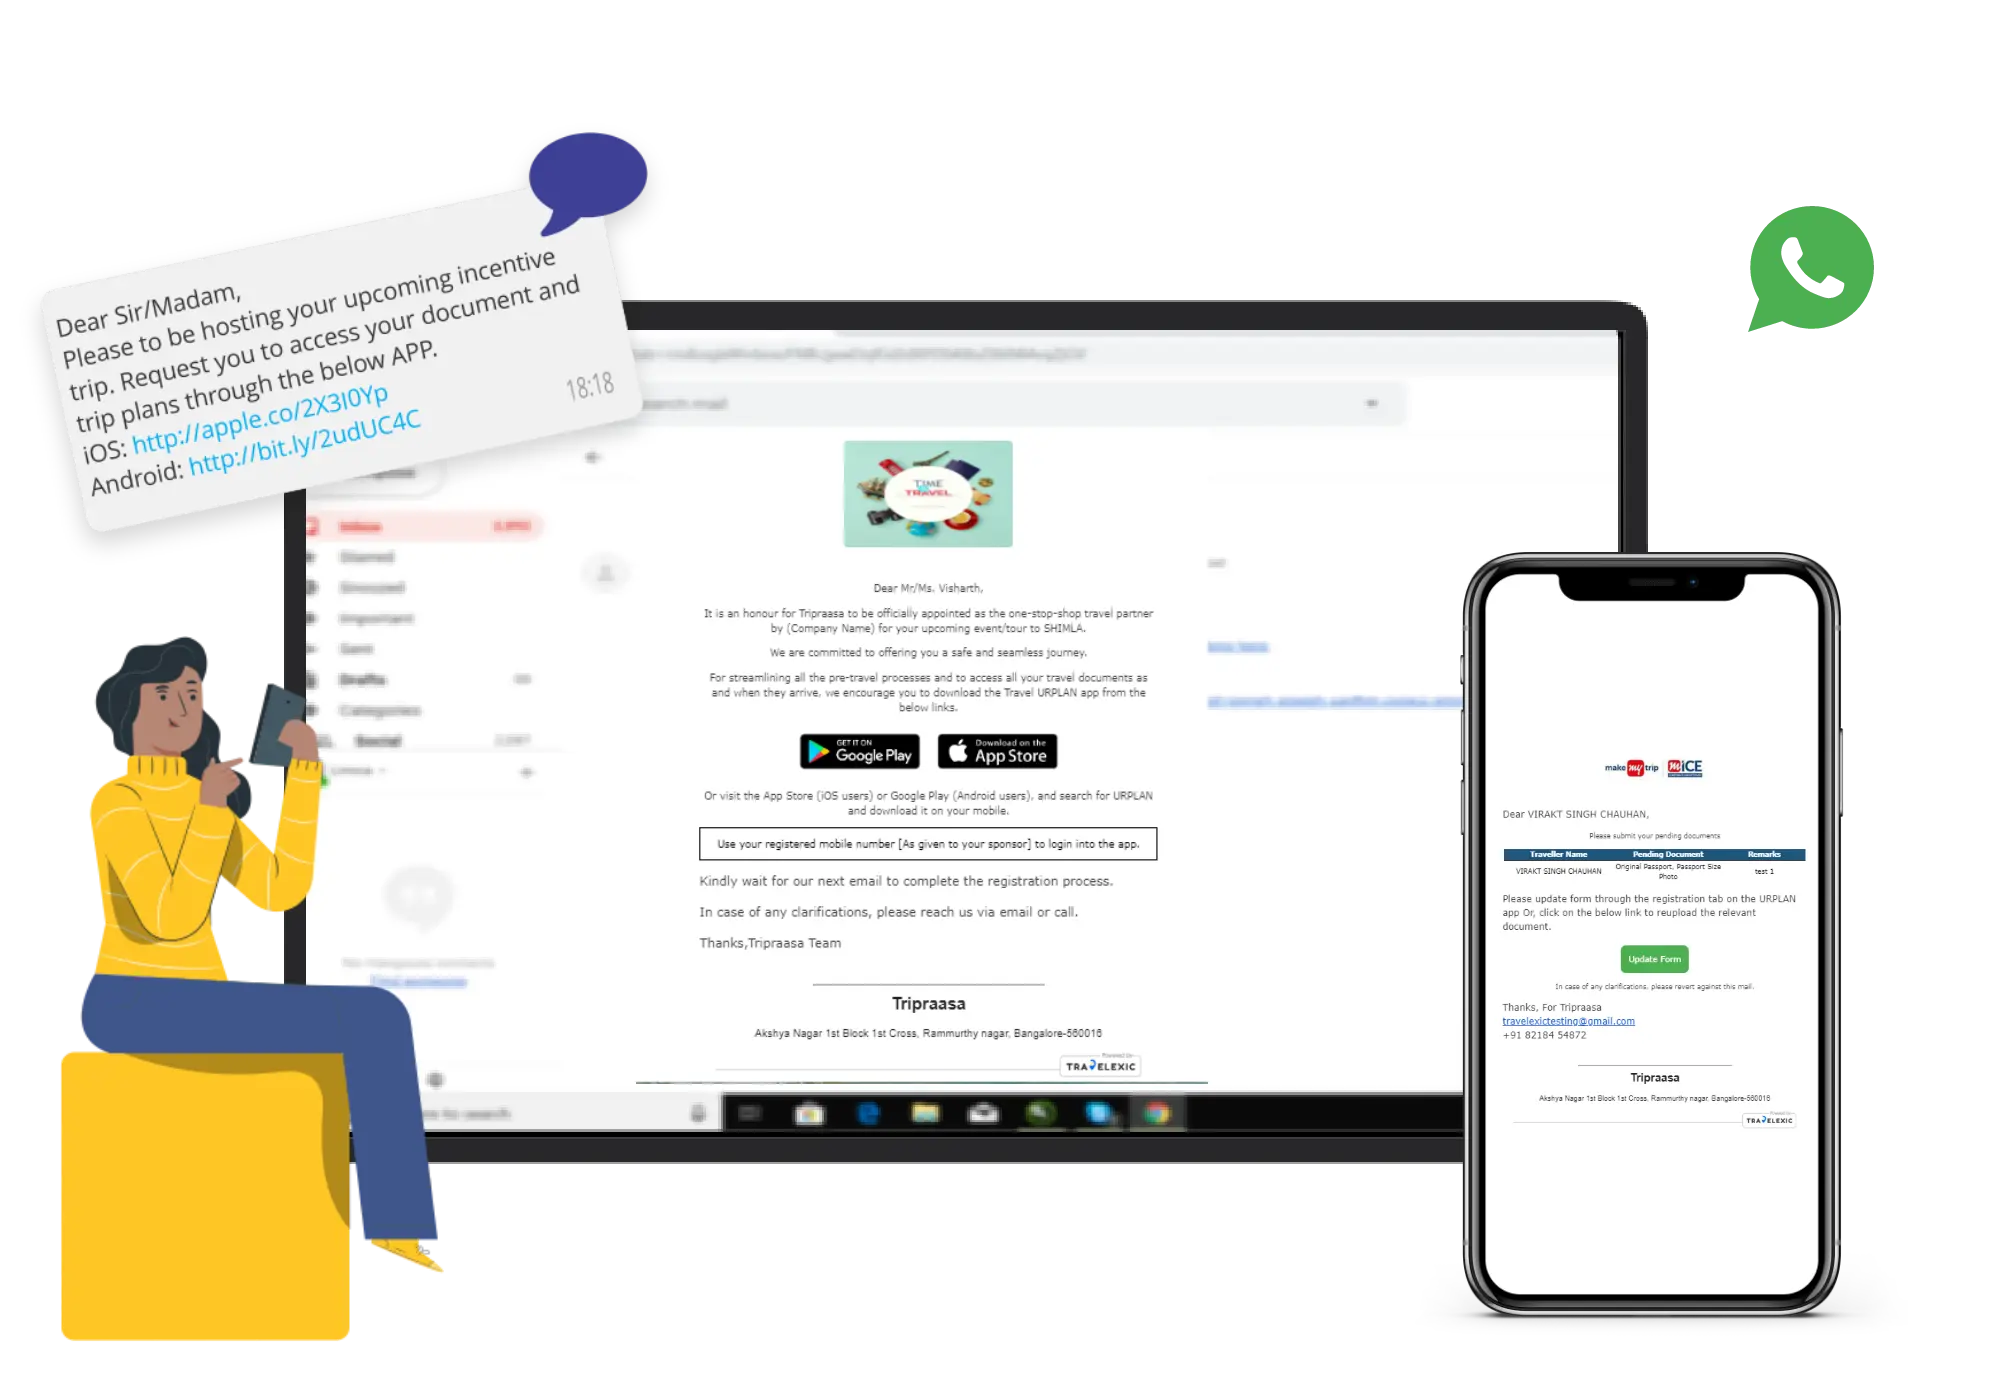 Dear Sir/Madam,
Please to be hosting your upcoming incentive
trip. Request you to access your document and
trip plans through the below APP.
iOS: http://apple.co/2X3I0Yp
Android: http://bit.ly/2udUC4C
18:18
search mail
Inbox
Starred
Snoozed
Important
Sent
Drafts
Categories
Social
TIME
TO
TRAVEL
Dear Mr/Ms. Visharth,
It is an honour for Tripraasa to be officially appointed as the one-stop-shop travel partner
by (Company Name) for your upcoming event/tour to SHIMLA.
We are committed to offering you a safe and seamless journey.
For streamlining all the pre-travel processes and to access all your travel documents as
and when they arrive, we encourage you to download the Travel URPLAN app from the
below links.
GET IT ON
Google Play
Download on the
App Store
Or visit the App Store (iOS users) or Google Play (Android users), and search for URPLAN
and download it on your mobile.
Use your registered mobile number [As given to your sponsor] to login into the app.
Kindly wait for our next email to complete the registration process.
In case of any clarifications, please reach us via email or call.
Thanks,Tripraasa Team
Tripraasa
Akshya Nagar 1st Block 1st Cross, Rammurthy nagar, Bangalore-560016
Powered by
TRAVELEXIC
to search
make my trip
MICE
Dear VIRAKT SINGH CHAUHAN,
Please submit your pending documents
Traveller Name Pending Document Remarks
VIRAKT SINGH CHAUHAN Original Passport, Passport Size Photo test 1
Please update form through the registration tab on the URPLAN
app Or, click on the below link to reupload the relevant
document.
Update Form
In case of any clarifications, please revert against this mail.
Thanks, For Tripraasa
travelexictesting@gmail.com
+91 82184 54872
Tripraasa
Akshya Nagar 1st Block 1st Cross, Rammurthy nagar, Bangalore-560016
Powered by
TRAVELEXIC